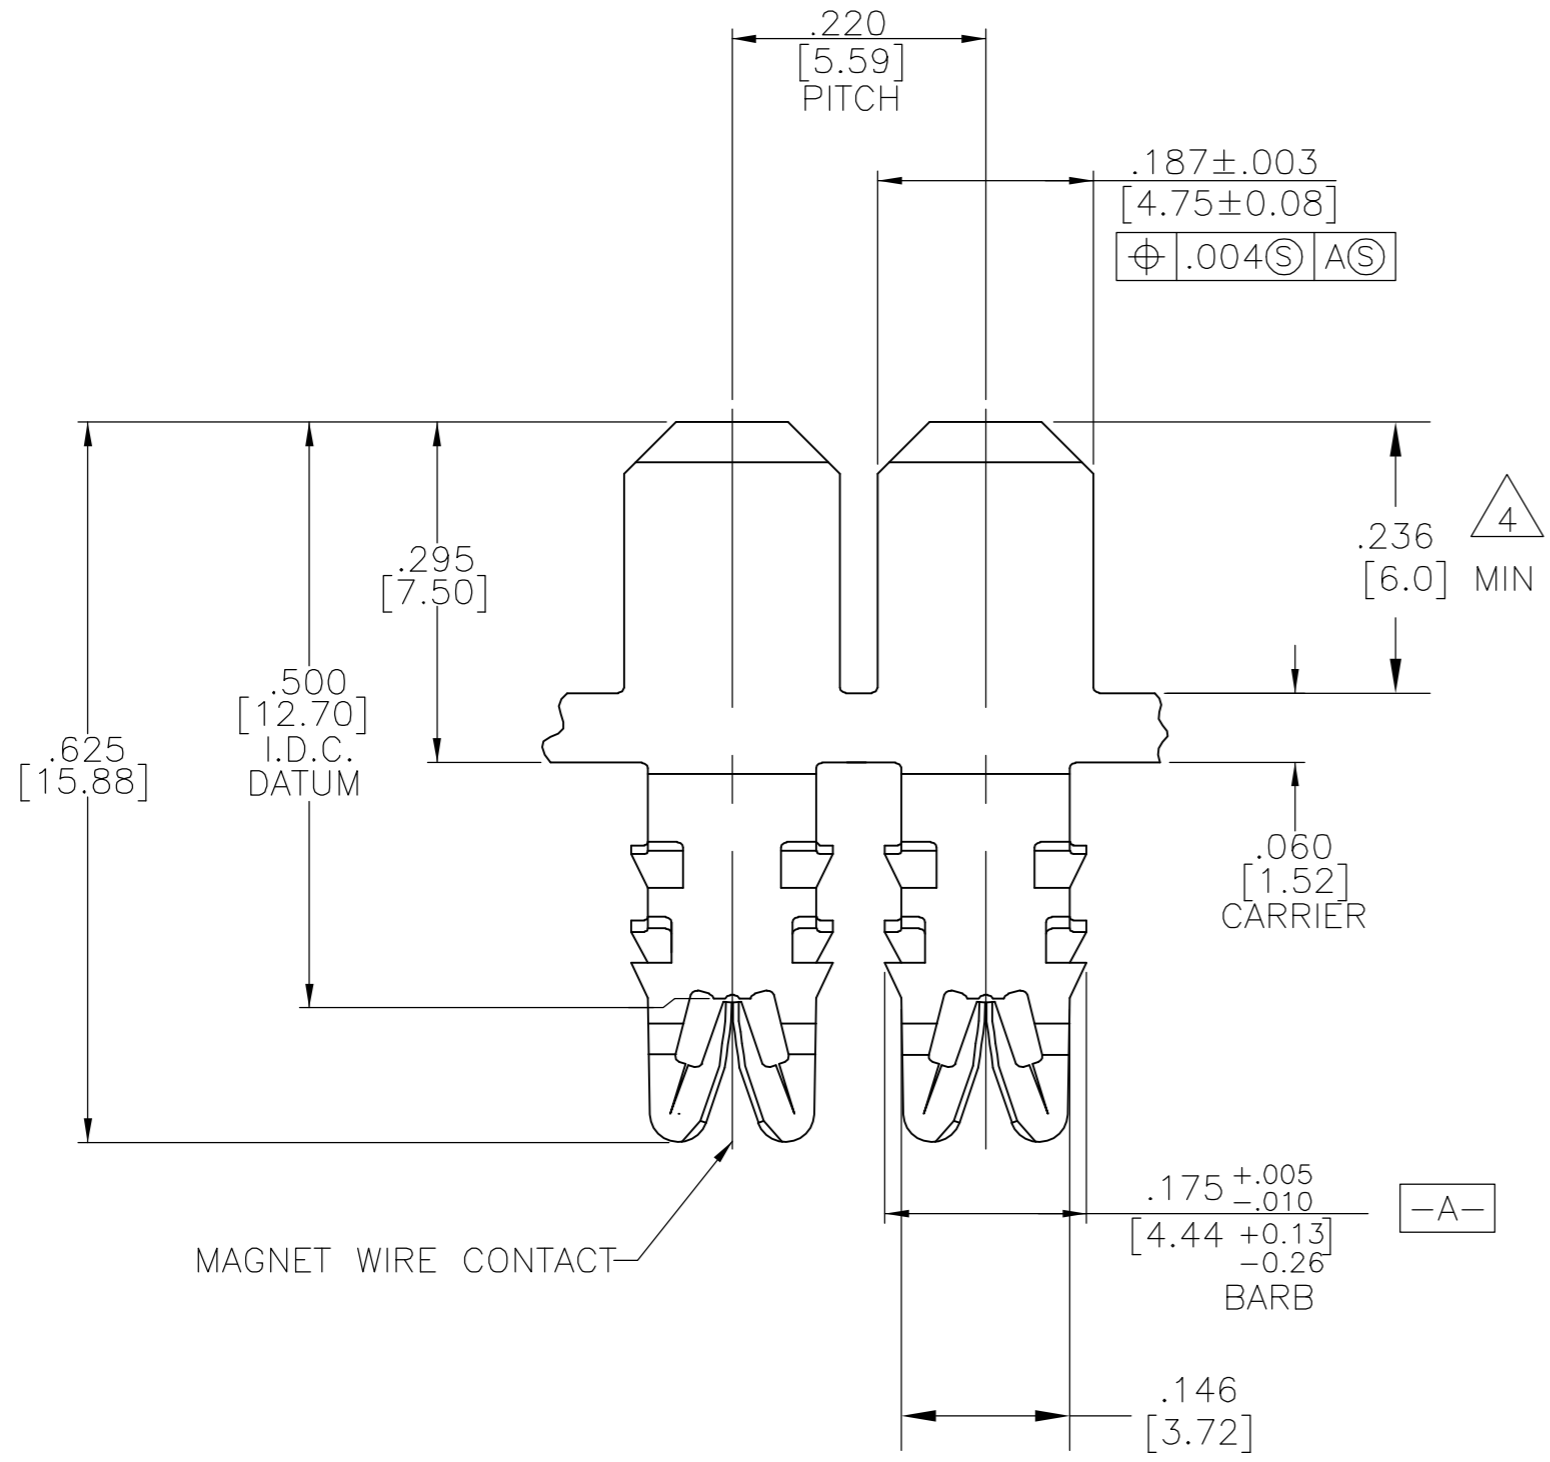 .220
[5.59]
PITCH
.187±.003
[4.75±0.08]
⌖ .004Ⓢ AⓈ
.295
[7.50]
.236
[6.0] MIN
4
.500
[12.70]
I.D.C.
DATUM
.625
[15.88]
.060
[1.52]
CARRIER
.175 +.005
-.010
[4.44 +0.13]
-0.26
BARB
-A-
MAGNET WIRE CONTACT
.146
[3.72]